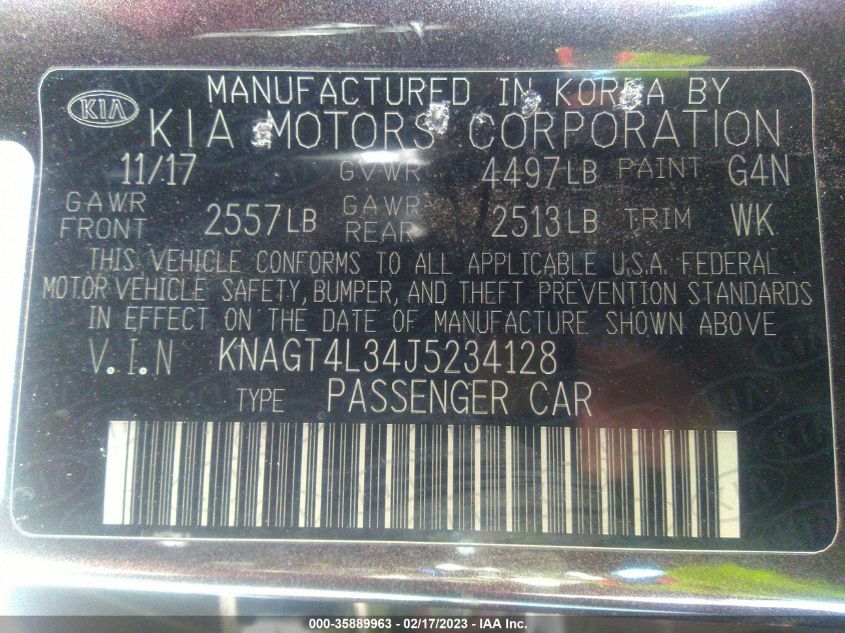 KIA
MANUFACTURED IN KOREA BY
KIA MOTORS CORPORATION
11/17 GVWR 4497LB PAINT G4N
GAWR FRONT 2557LB GAWR REAR 2513LB TRIM WK
THIS VEHICLE CONFORMS TO ALL APPLICABLE U.S.A. FEDERAL
MOTOR VEHICLE SAFETY, BUMPER, AND THEFT PREVENTION STANDARDS
IN EFFECT ON THE DATE OF MANUFACTURE SHOWN ABOVE
V.I.N KNAGT4L34J5234128
TYPE PASSENGER CAR
000-35889963 - 02/17/2023 - IAA Inc.